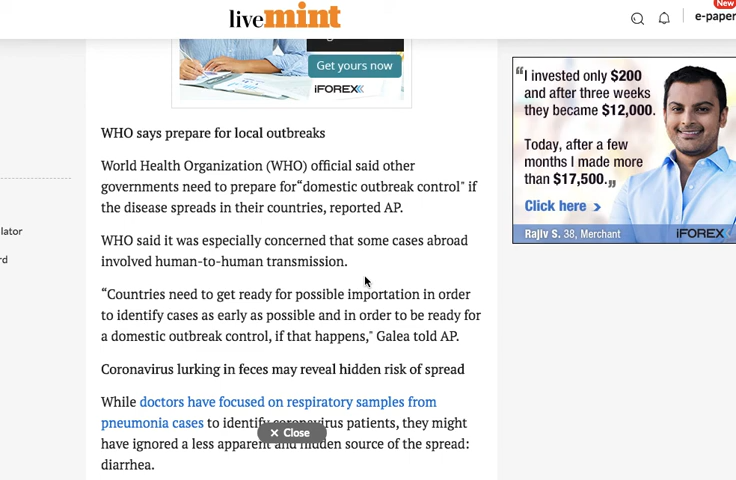 livemint
New
e-paper
Get yours now
iFOREX
WHO says prepare for local outbreaks
World Health Organization (WHO) official said other
governments need to prepare for“domestic outbreak control" if
the disease spreads in their countries, reported AP.
WHO said it was especially concerned that some cases abroad
involved human-to-human transmission.
“Countries need to get ready for possible importation in order
to identify cases as early as possible and in order to be ready for
a domestic outbreak control, if that happens," Galea told AP.
Coronavirus lurking in feces may reveal hidden risk of spread
While doctors have focused on respiratory samples from
pneumonia cases to identify coronavirus patients, they might
× Close
have ignored a less apparent and hidden source of the spread:
diarrhea.
lator
rd
“I invested only $200
and after three weeks
they became $12,000.
Today, after a few
months I made more
than $17,500.„
Click here >
Rajiv S. 38, Merchant
iFOREX